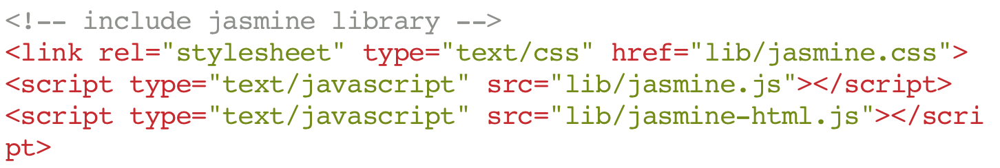 <!-- include jasmine library -->
<link rel="stylesheet" type="text/css" href="lib/jasmine.css">
<script type="text/javascript" src="lib/jasmine.js"></script>
<script type="text/javascript" src="lib/jasmine-html.js"></scri
pt>